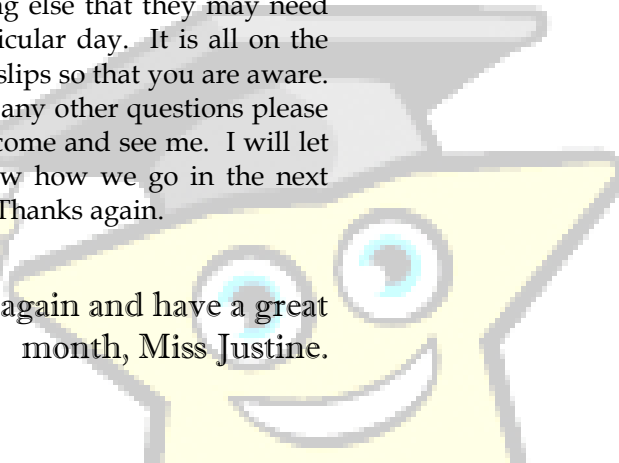 ng else that they may need
icular day. It is all on the
slips so that you are aware.
any other questions please
come and see me. I will let
w how we go in the next
Thanks again.
again and have a great
month, Miss Justine.